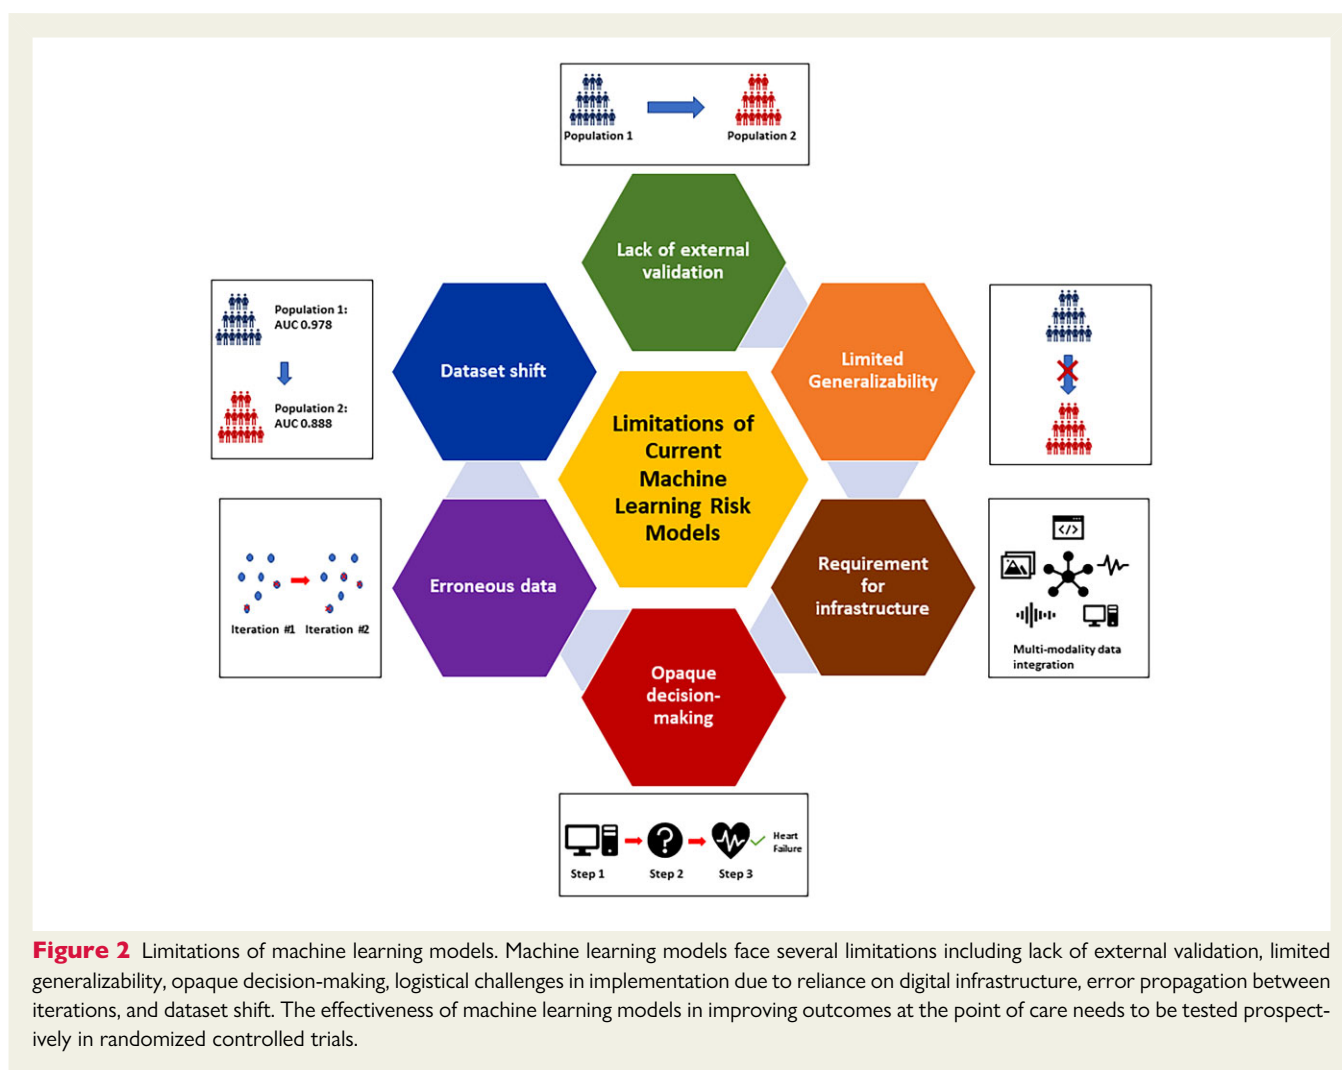 Population 1
Population 2
Lack of external
validation
Population 1:
AUC 0.978
Population 2:
AUC 0.888
Dataset shift
Limited
Generalizability
Limitations of
Current
Machine
Learning Risk
Models
Iteration #1 Iteration #2
Erroneous data
Requirement
for
infrastructure
</>
Multi-modality data
integration
Opaque
decision-
making
?
Heart
Failure
Step 1
Step 2
Step 3
Figure 2 Limitations of machine learning models. Machine learning models face several limitations including lack of external validation, limited
generalizability, opaque decision-making, logistical challenges in implementation due to reliance on digital infrastructure, error propagation between
iterations, and dataset shift. The effectiveness of machine learning models in improving outcomes at the point of care needs to be tested prospect-
ively in randomized controlled trials.